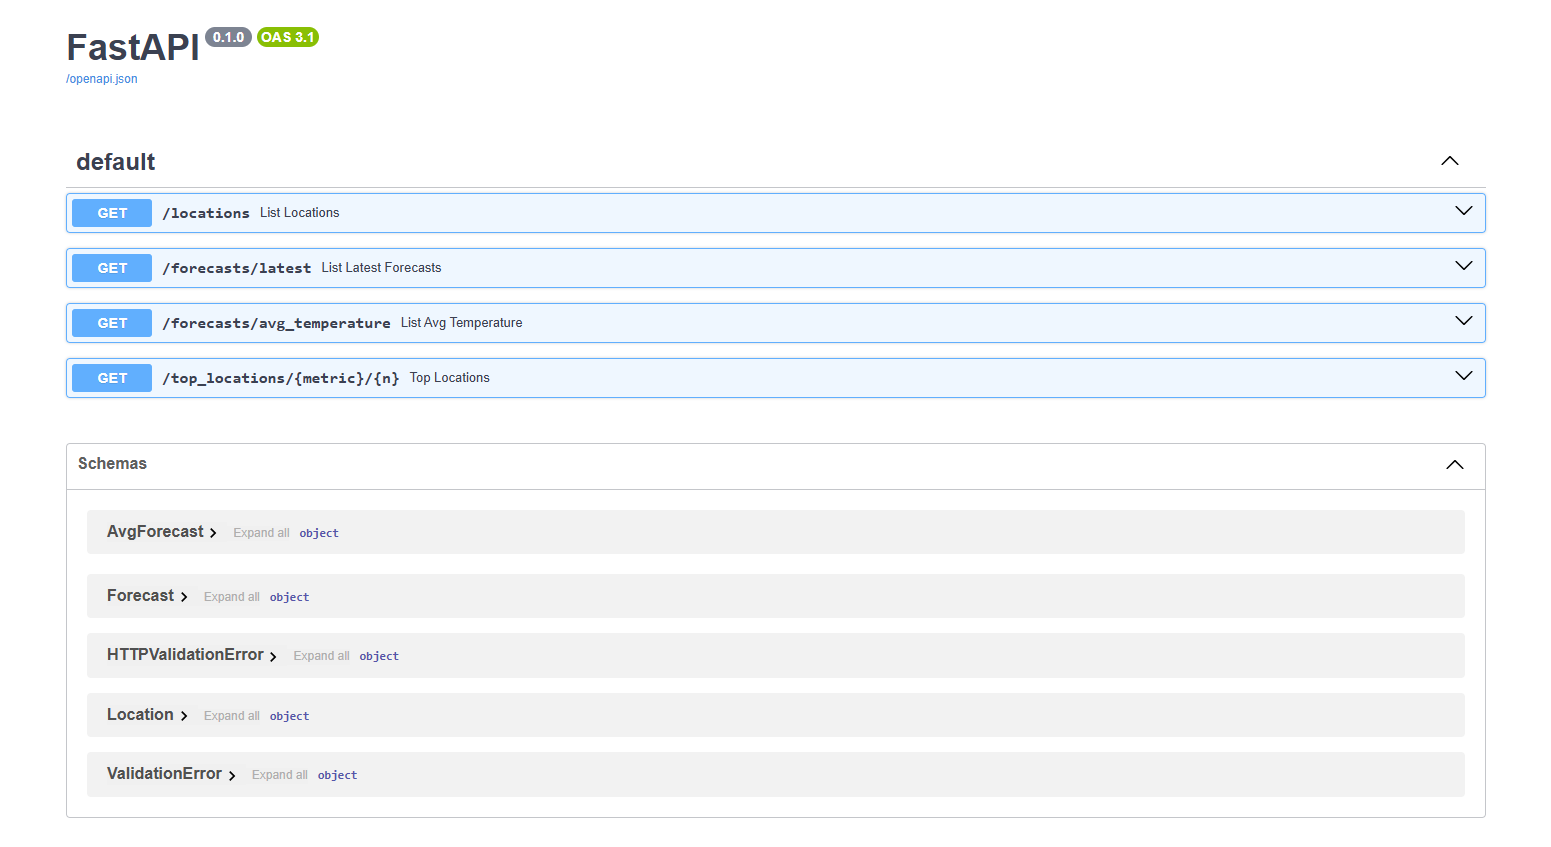 FastAPI 0.1.0 OAS 3.1
/openapi.json
default
GET /locations List Locations
GET /forecasts/latest List Latest Forecasts
GET /forecasts/avg_temperature List Avg Temperature
GET /top_locations/{metric}/{n} Top Locations
Schemas
AvgForecast Expand all object
Forecast Expand all object
HTTPValidationError Expand all object
Location Expand all object
ValidationError Expand all object